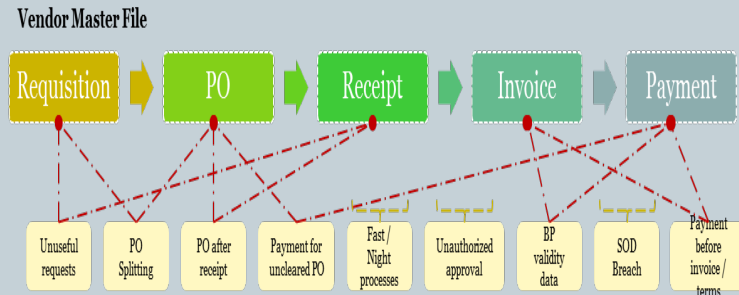 Vendor Master File
Requisition
PO
Receipt
Invoice
Payment
Unuseful
requests
PO
Splitting
PO after
receipt
Payment for
uncleared PO
Fast /
Night
processes
Unauthorized
approval
BP
validity
data
SOD
Breach
Payment
before
invoice /
terms